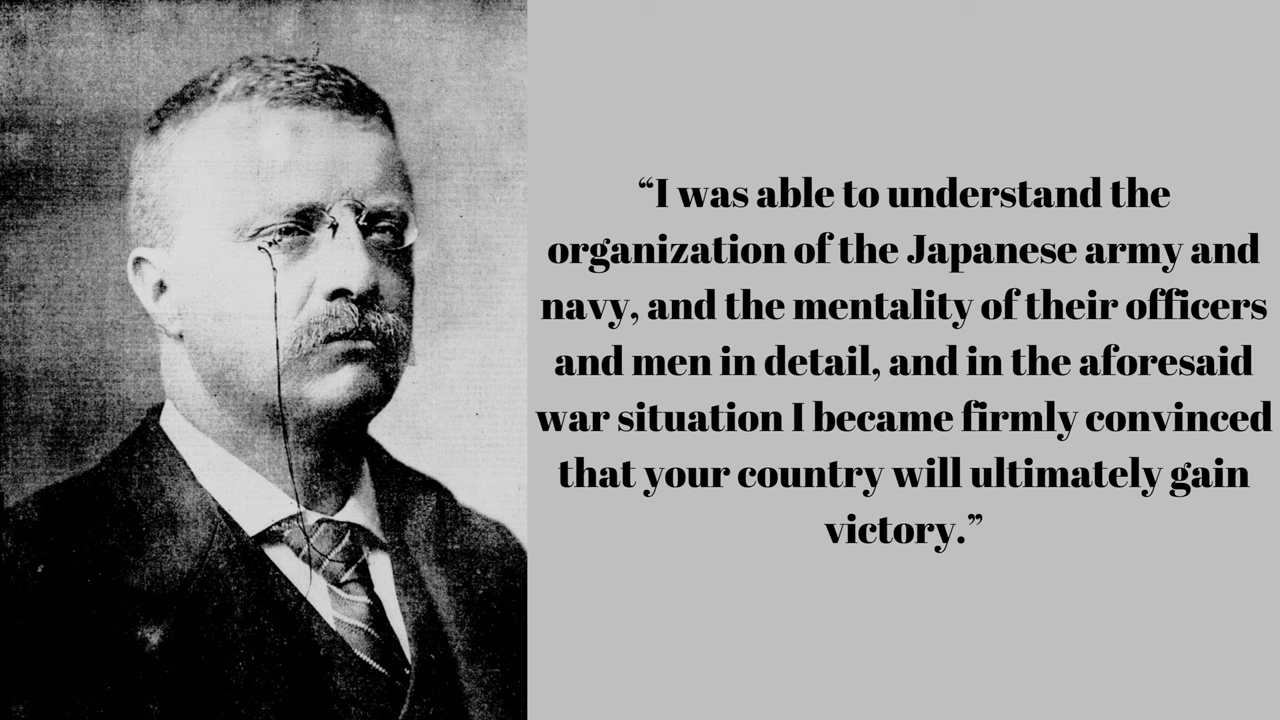 “I was able to understand the
organization of the Japanese army and
navy, and the mentality of their officers
and men in detail, and in the aforesaid
war situation I became firmly convinced
that your country will ultimately gain
victory.”